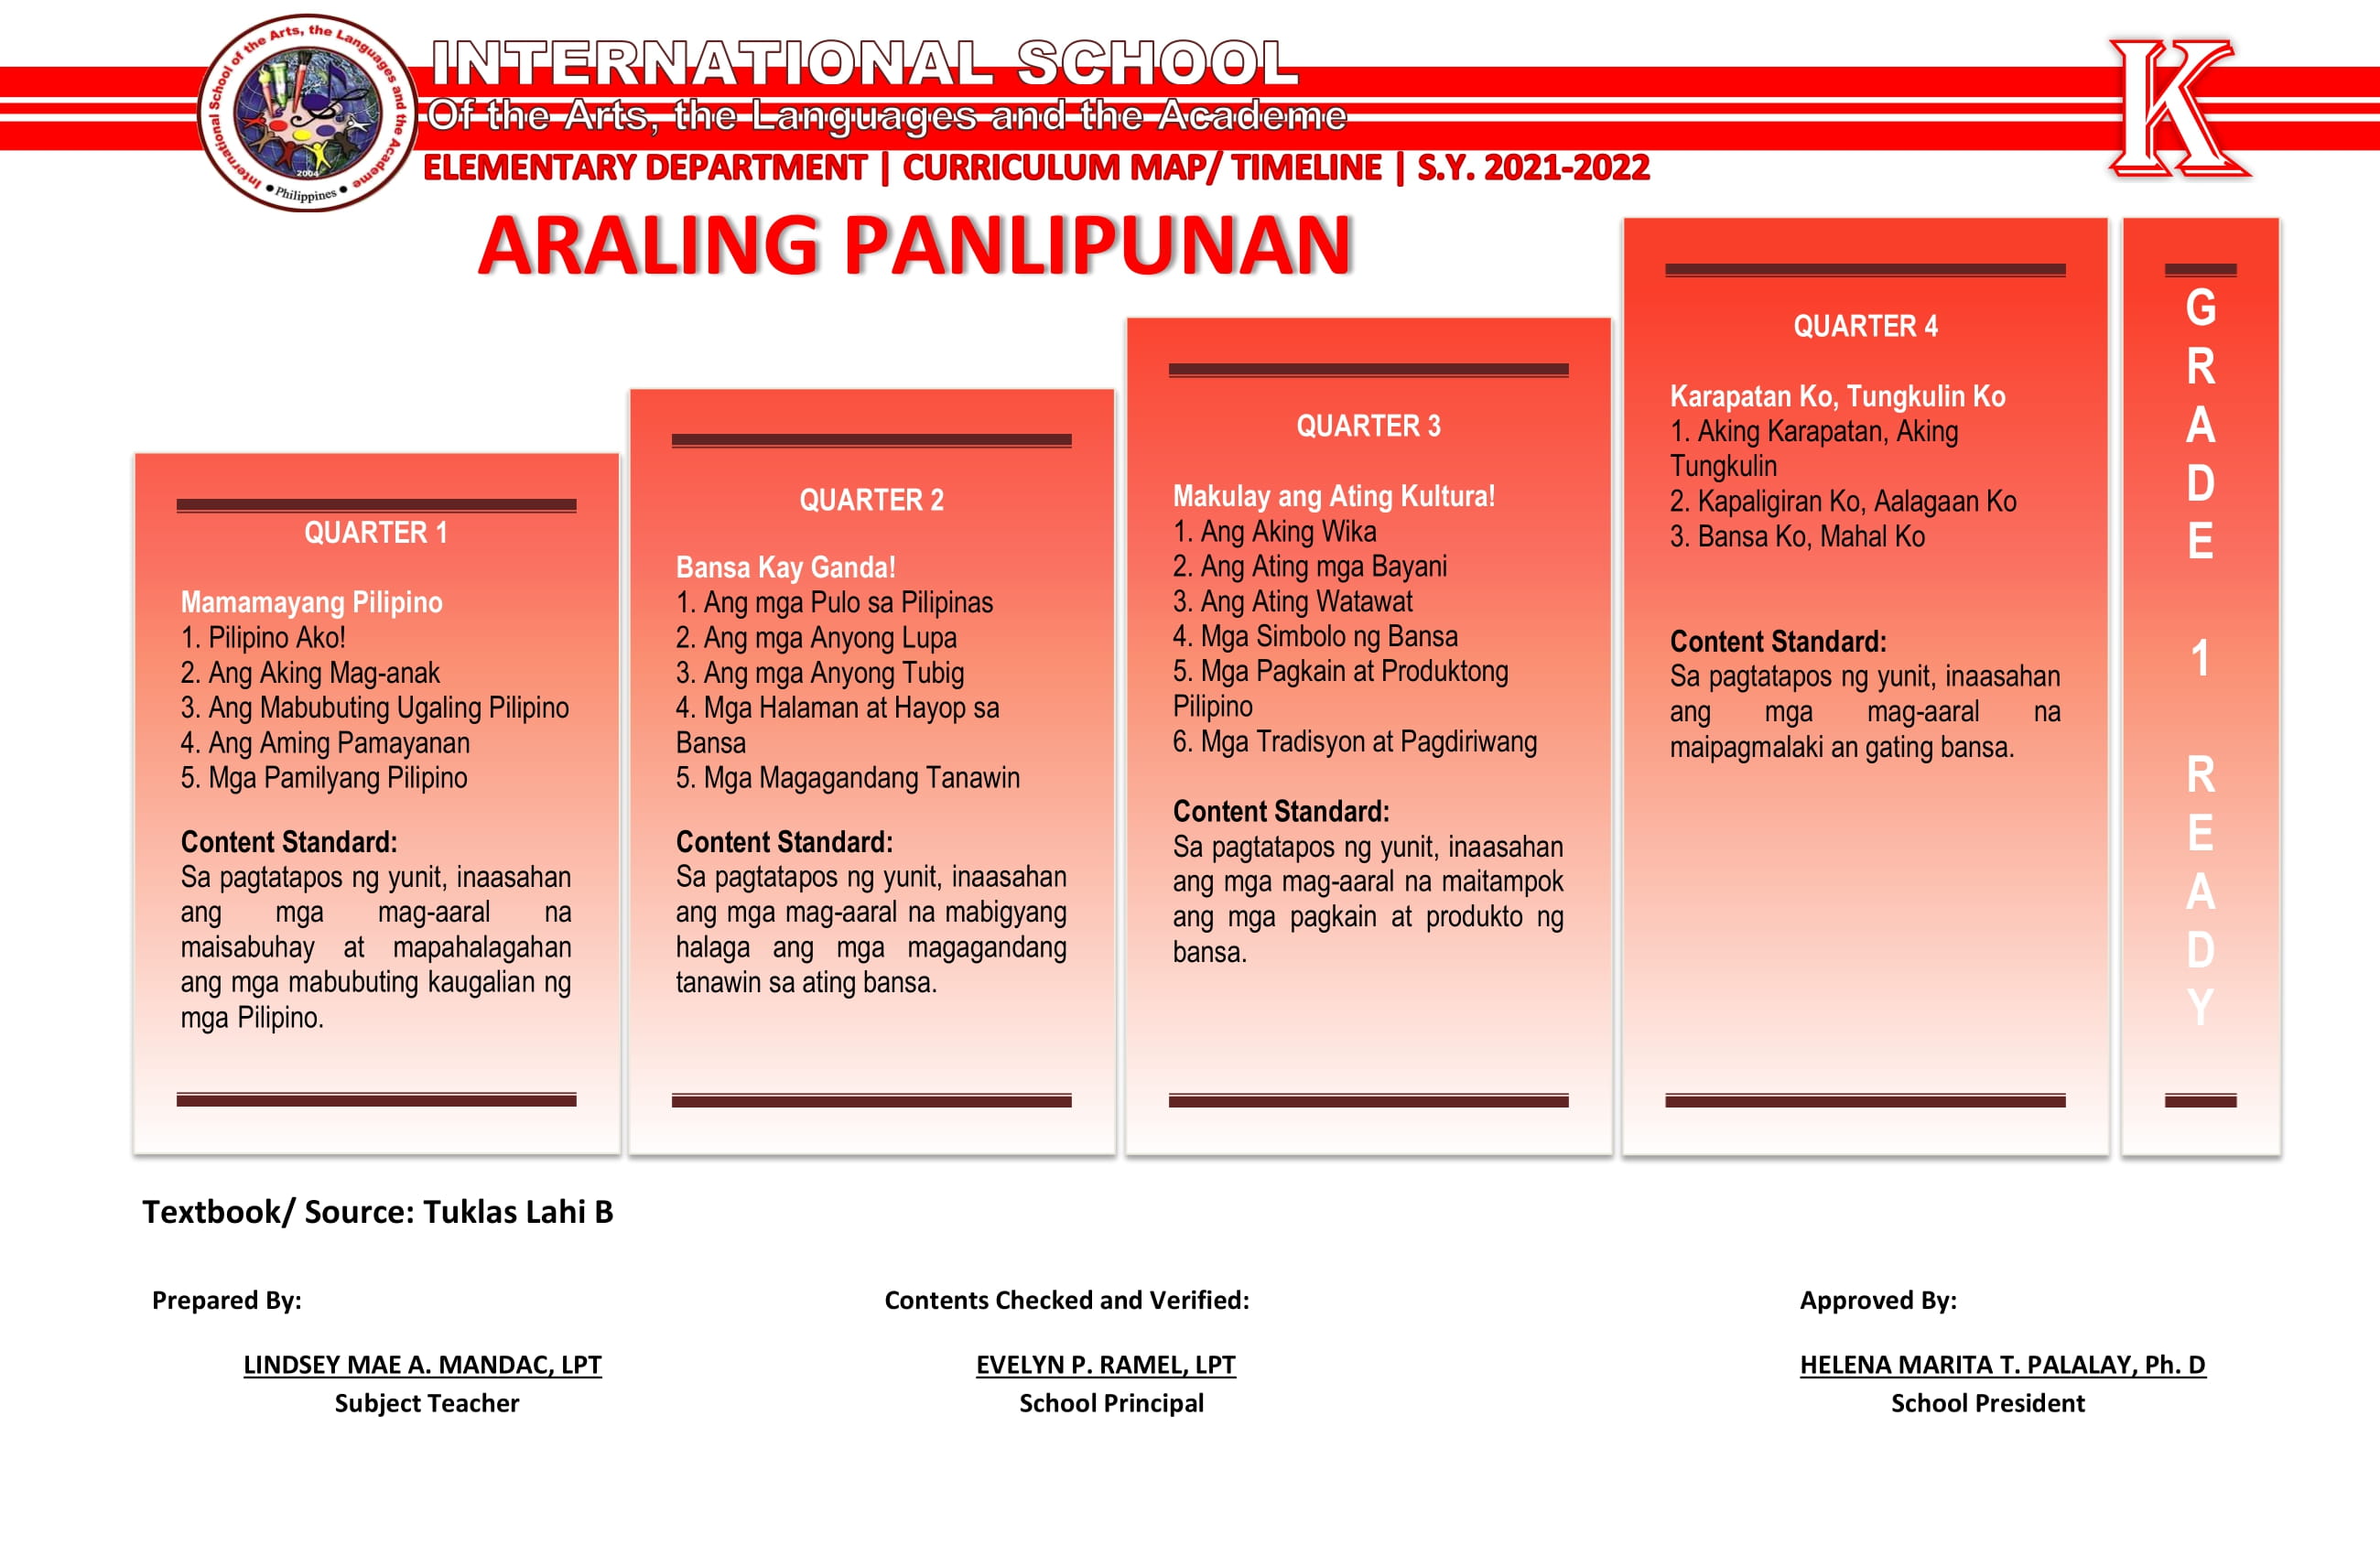 International School of the Arts, the Languages and the Academe
2004
• Philippines •
INTERNATIONAL SCHOOL
Of the Arts, the Languages and the Academe
ELEMENTARY DEPARTMENT | CURRICULUM MAP/ TIMELINE | S.Y. 2021-2022
K
ARALING PANLIPUNAN
QUARTER 1
Mamamayang Pilipino
1. Pilipino Ako!
2. Ang Aking Mag-anak
3. Ang Mabubuting Ugaling Pilipino
4. Ang Aming Pamayanan
5. Mga Pamilyang Pilipino
Content Standard:
Sa pagtatapos ng yunit, inaasahan
ang mga mag-aaral na
maisabuhay at mapahalagahan
ang mga mabubuting kaugalian ng
mga Pilipino.
QUARTER 2
Bansa Kay Ganda!
1. Ang mga Pulo sa Pilipinas
2. Ang mga Anyong Lupa
3. Ang mga Anyong Tubig
4. Mga Halaman at Hayop sa
Bansa
5. Mga Magagandang Tanawin
Content Standard:
Sa pagtatapos ng yunit, inaasahan
ang mga mag-aaral na mabigyang
halaga ang mga magagandang
tanawin sa ating bansa.
QUARTER 3
Makulay ang Ating Kultura!
1. Ang Aking Wika
2. Ang Ating mga Bayani
3. Ang Ating Watawat
4. Mga Simbolo ng Bansa
5. Mga Pagkain at Produktong
Pilipino
6. Mga Tradisyon at Pagdiriwang
Content Standard:
Sa pagtatapos ng yunit, inaasahan
ang mga mag-aaral na maitampok
ang mga pagkain at produkto ng
bansa.
QUARTER 4
Karapatan Ko, Tungkulin Ko
1. Aking Karapatan, Aking
Tungkulin
2. Kapaligiran Ko, Aalagaan Ko
3. Bansa Ko, Mahal Ko
Content Standard:
Sa pagtatapos ng yunit, inaasahan
ang mga mag-aaral na
maipagmalaki an gating bansa.
GRADE 1 READY
Textbook/ Source: Tuklas Lahi B
Prepared By:
LINDSEY MAE A. MANDAC, LPT
Subject Teacher
Contents Checked and Verified:
EVELYN P. RAMEL, LPT
School Principal
Approved By:
HELENA MARITA T. PALALAY, Ph. D
School President